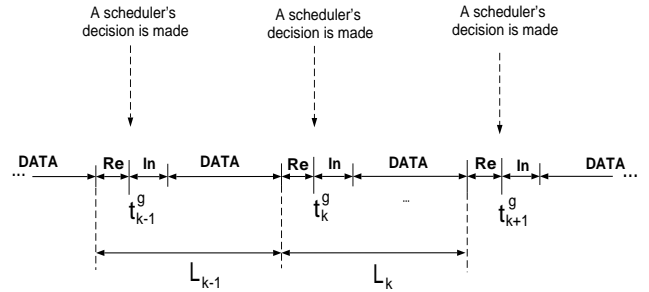 A scheduler's
decision is made
A scheduler's
decision is made
A scheduler's
decision is made
DATA Re In DATA Re In DATA Re In DATA
... ... ...
t^g_{k-1} t^g_k t^g_{k+1}
L_{k-1} L_k